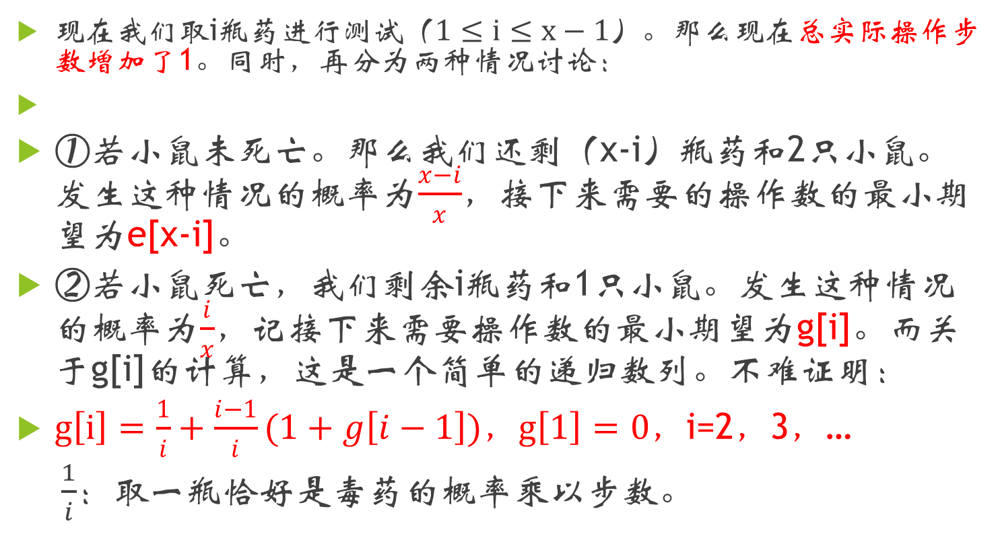 现在我们取i瓶药进行测试（1 ≤ i ≤ x − 1）。那么现在总实际操作步
数增加了1。同时，再分为两种情况讨论：
①若小鼠未死亡。那么我们还剩（x-i）瓶药和2只小鼠。
发生这种情况的概率为\frac{x-i}{x}，接下来需要的操作数的最小期
望为e[x-i]。
②若小鼠死亡，我们剩余i瓶药和1只小鼠。发生这种情况
的概率为\frac{i}{x}，记接下来需要操作数的最小期望为g[i]。而关
于g[i]的计算，这是一个简单的递归数列。不难证明：
g[i] = \frac{1}{i} + \frac{i-1}{i}(1 + g[i − 1])，g[1] = 0，i=2，3，…
\frac{1}{i}：取一瓶恰好是毒药的概率乘以步数。